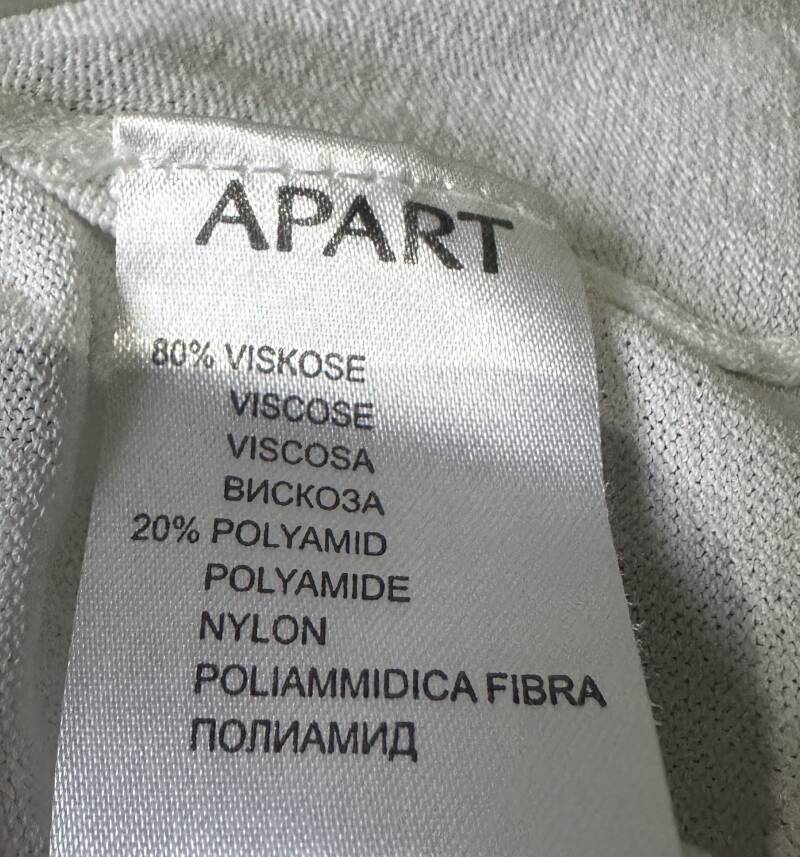 APART
80% VISKOSE
VISCOSE
VISCOSA
ВИСКОЗА
20% POLYAMID
POLYAMIDE
NYLON
POLIAMMIDICA FIBRA
ПОЛИАМИД